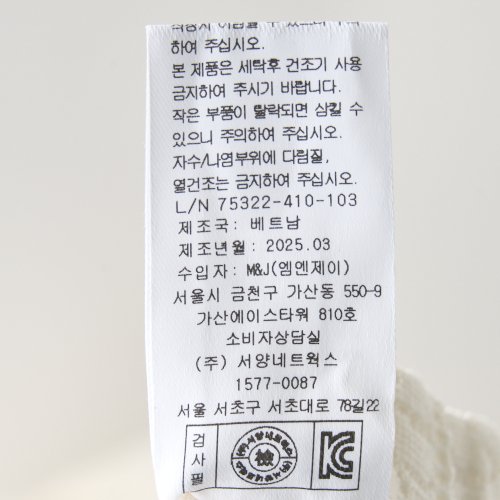 하여 주십시오.
본 제품은 세탁후 건조기 사용
금지하여 주시기 바랍니다.
작은 부품이 탈락되면 삼킬 수
있으니 주의하여 주십시오.
자수/나염부위에 다림질,
열건조는 금지하여 주십시오.
L/N 75322-410-103
제조국: 베트남
제조년월: 2025.03
수입자: M&J(엠엔제이)
서울시 금천구 가산동 550-9
가산에이스타워 810호
소비자상담실
(주) 서양네트웍스
1577-0087
서울 서초구 서초대로 78길22
검사필
檢
KC